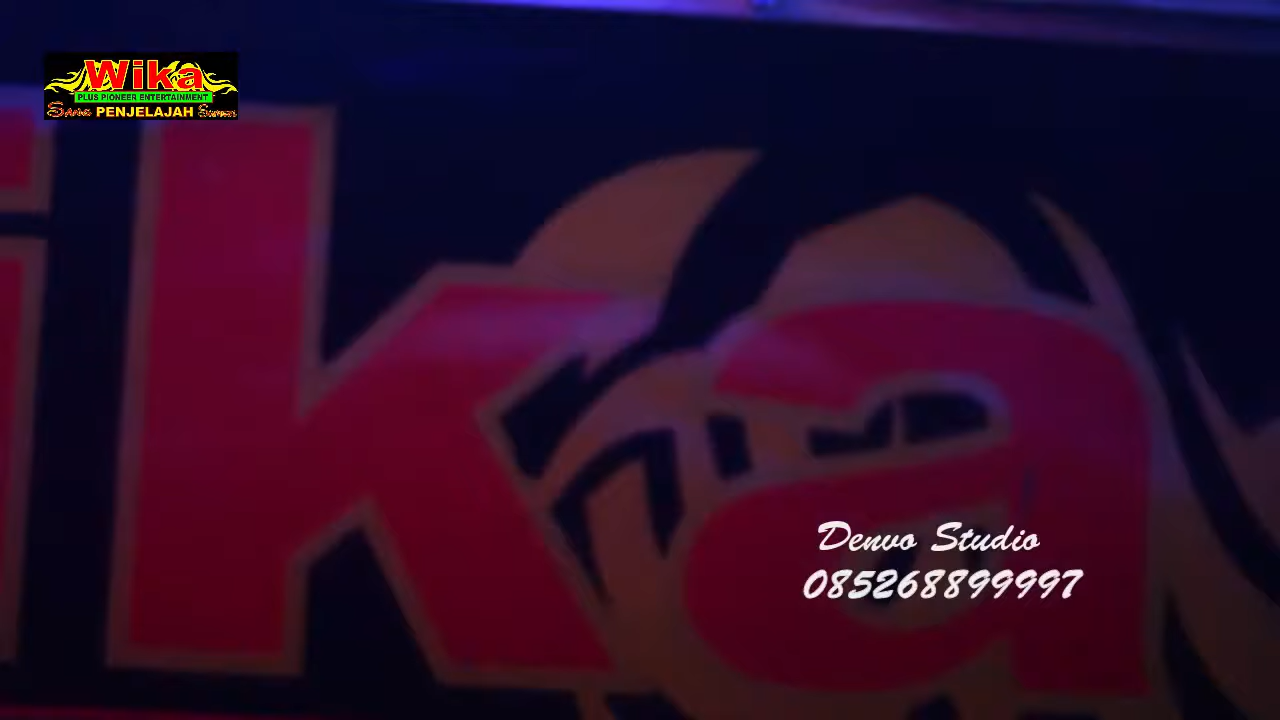 Wika
PLUS PIONEER ENTERTAINMENT
PENJELAJAH
ika
Denvo Studio
085268899997